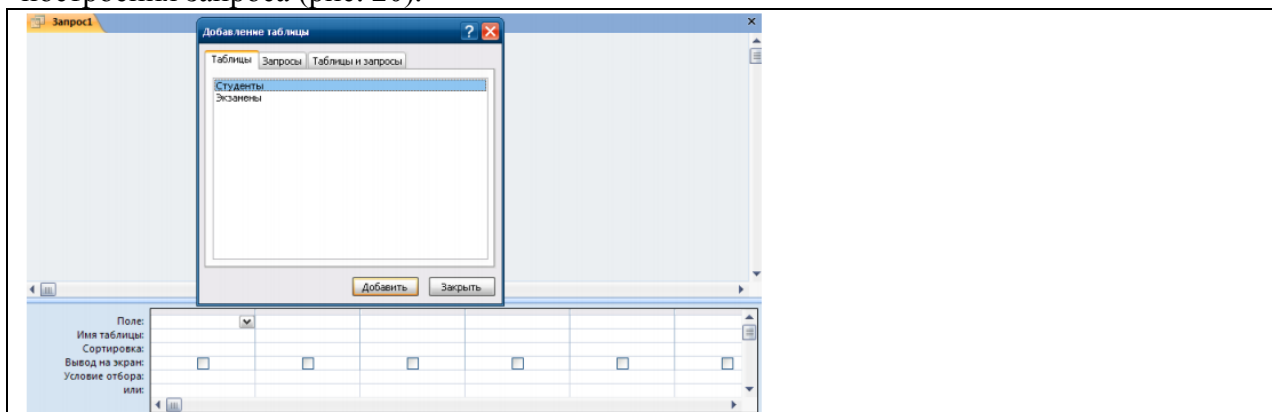 построения запроса (рис. 20).
Запрос1
Добавление таблицы
Таблицы Запросы Таблицы и запросы
Студенты
Экзамены
Добавить Закрыть
Поле:
Имя таблицы:
Сортировка:
Вывод на экран:
Условие отбора:
или: